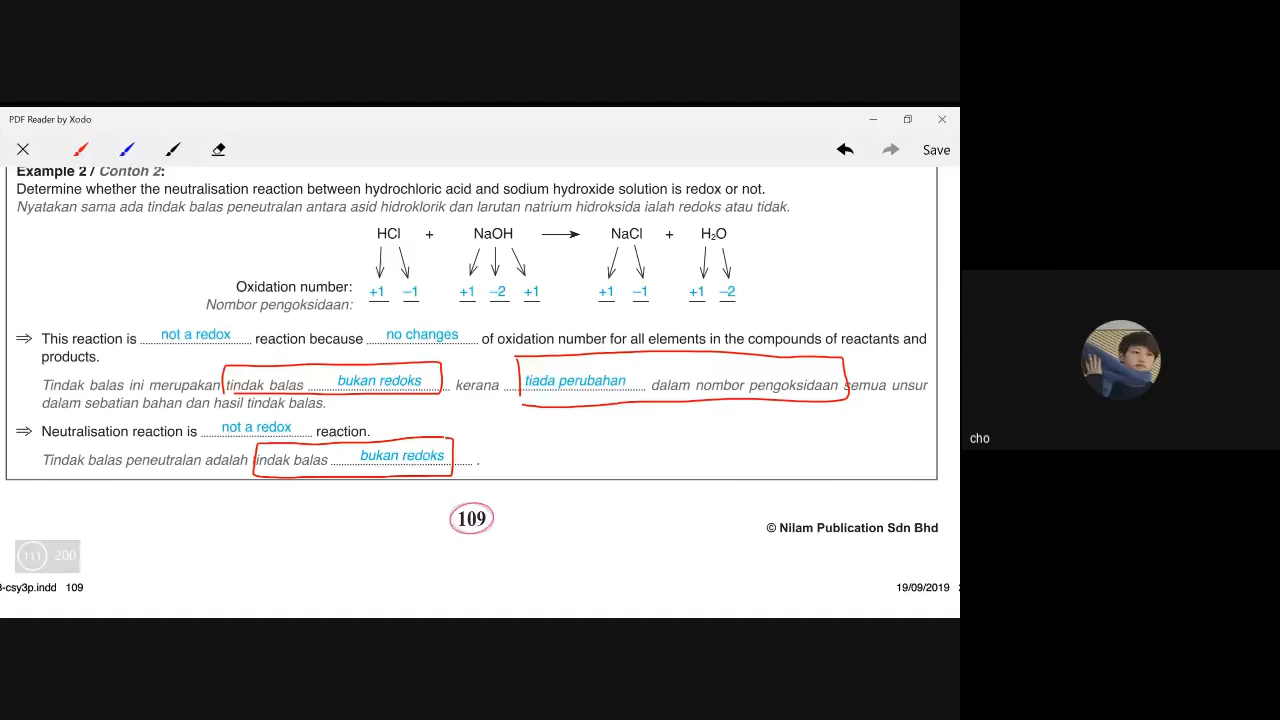 PDF Reader by Xodo
Save
Example 2 / Contoh 2:
Determine whether the neutralisation reaction between hydrochloric acid and sodium hydroxide solution is redox or not.
Nyatakan sama ada tindak balas peneutralan antara asid hidroklorik dan larutan natrium hidroksida ialah redoks atau tidak.
HCl + NaOH → NaCl + H₂O
Oxidation number: +1 –1 +1 –2 +1 +1 –1 +1 –2
Nombor pengoksidaan:
⇒ This reaction is not a redox reaction because no changes of oxidation number for all elements in the compounds of reactants and
products.
Tindak balas ini merupakan tindak balas bukan redoks kerana tiada perubahan dalam nombor pengoksidaan semua unsur
dalam sebatian bahan dan hasil tindak balas.
⇒ Neutralisation reaction is not a redox reaction.
Tindak balas peneutralan adalah tindak balas bukan redoks.
109
© Nilam Publication Sdn Bhd
111 200
-csy3p.indd 109
19/09/2019
cho